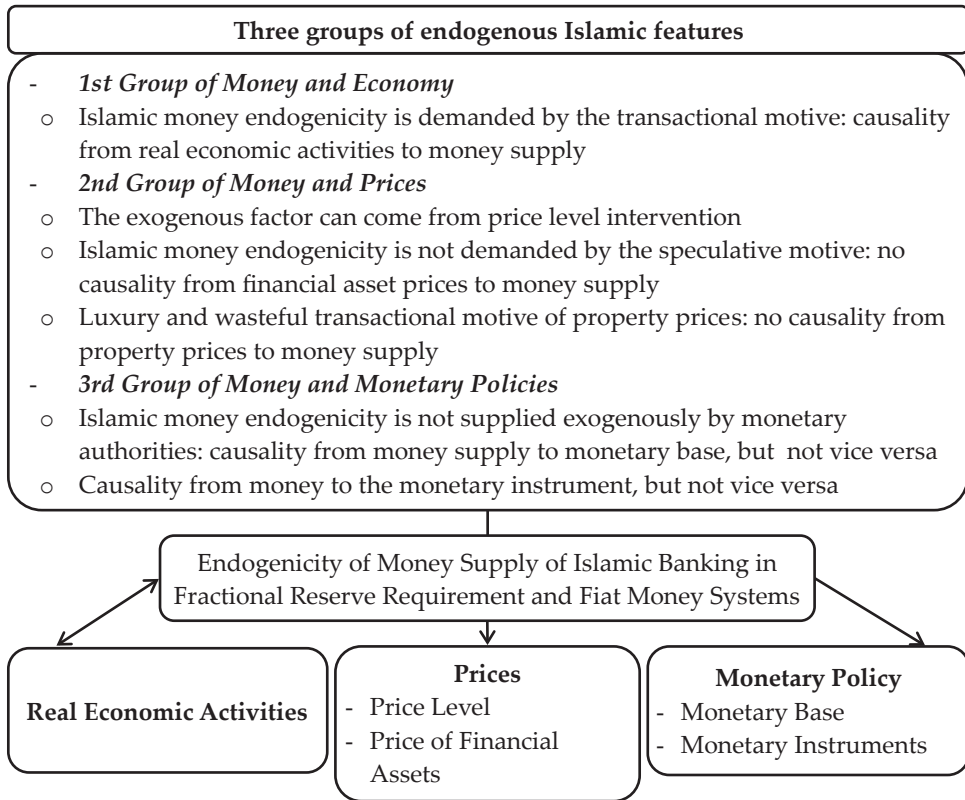 Three groups of endogenous Islamic features
- 1st Group of Money and Economy
o Islamic money endogenicity is demanded by the transactional motive: causality
from real economic activities to money supply
- 2nd Group of Money and Prices
o The exogenous factor can come from price level intervention
o Islamic money endogenicity is not demanded by the speculative motive: no
causality from financial asset prices to money supply
o Luxury and wasteful transactional motive of property prices: no causality from
property prices to money supply
- 3rd Group of Money and Monetary Policies
o Islamic money endogenicity is not supplied exogenously by monetary
authorities: causality from money supply to monetary base, but not vice versa
o Causality from money to the monetary instrument, but not vice versa
Endogenicity of Money Supply of Islamic Banking in
Fractional Reserve Requirement and Fiat Money Systems
Real Economic Activities
Prices
- Price Level
- Price of Financial
Assets
Monetary Policy
- Monetary Base
- Monetary Instruments